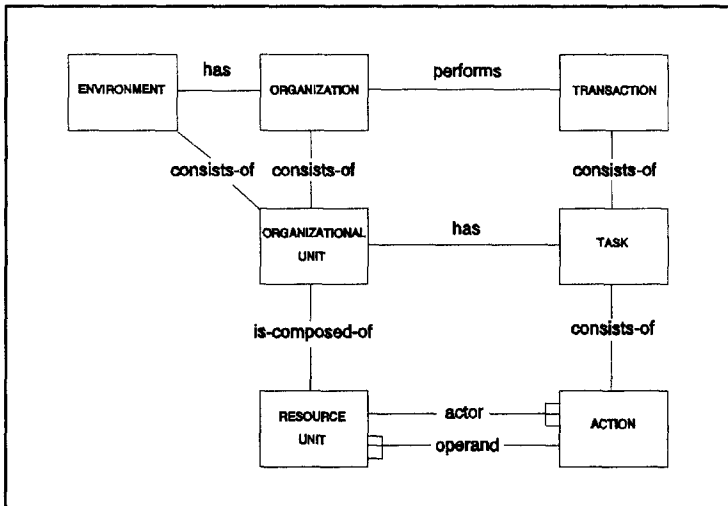 has
performs
ENVIRONMENT
ORGANIZATION
TRANSACTION
consists-of
consists-of
consists-of
ORGANIZATIONAL
UNIT
has
TASK
is-composed-of
consists-of
RESOURCE
UNIT
actor
ACTION
operand